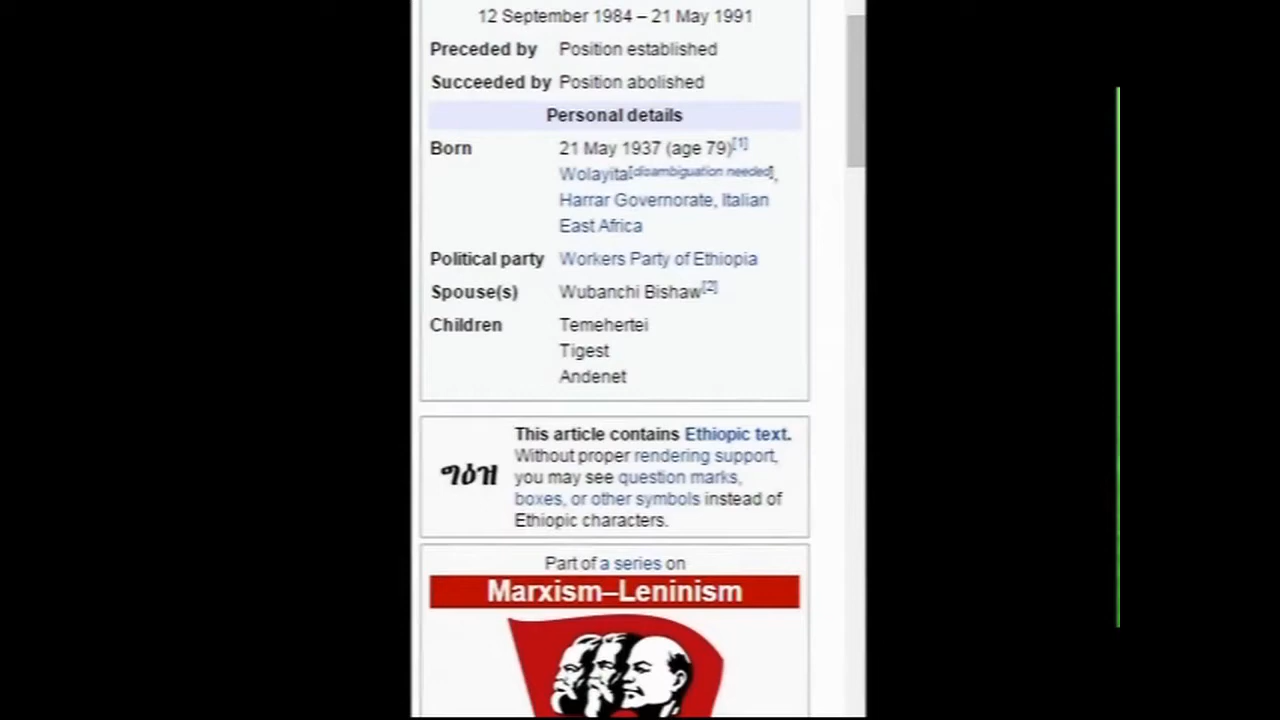 12 September 1984 – 21 May 1991
Preceded by Position established
Succeeded by Position abolished
Personal details
Born 21 May 1937 (age 79)[1]
Wolayita[disambiguation needed],
Harrar Governorate, Italian
East Africa
Political party Workers Party of Ethiopia
Spouse(s) Wubanchi Bishaw[2]
Children Temehertei
Tigest
Andenet
This article contains Ethiopic text.
Without proper rendering support,
you may see question marks,
boxes, or other symbols instead of
Ethiopic characters.
ግዕዝ
Part of a series on
Marxism–Leninism